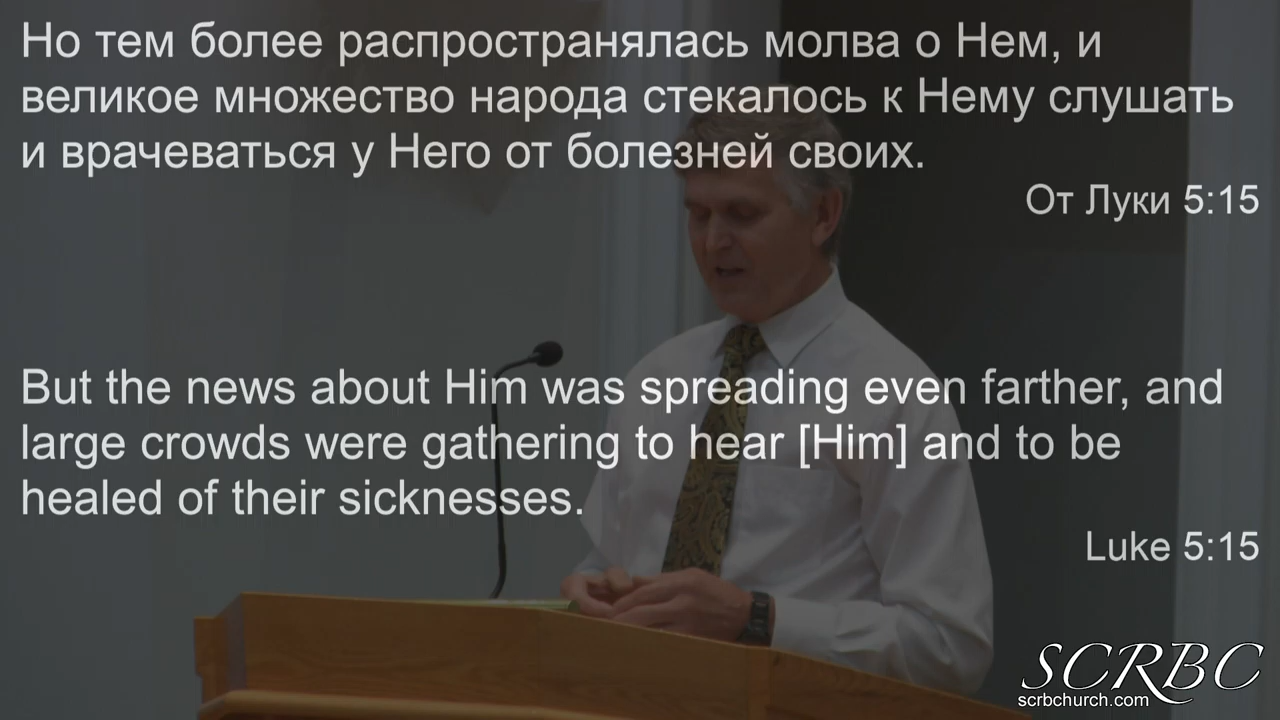 Но тем более распространялась молва о Нем, и
великое множество народа стекалось к Нему слушать
и врачеваться у Него от болезней своих.
От Луки 5:15
But the news about Him was spreading even farther, and
large crowds were gathering to hear [Him] and to be
healed of their sicknesses.
Luke 5:15
SCRBC
scrbchurch.com